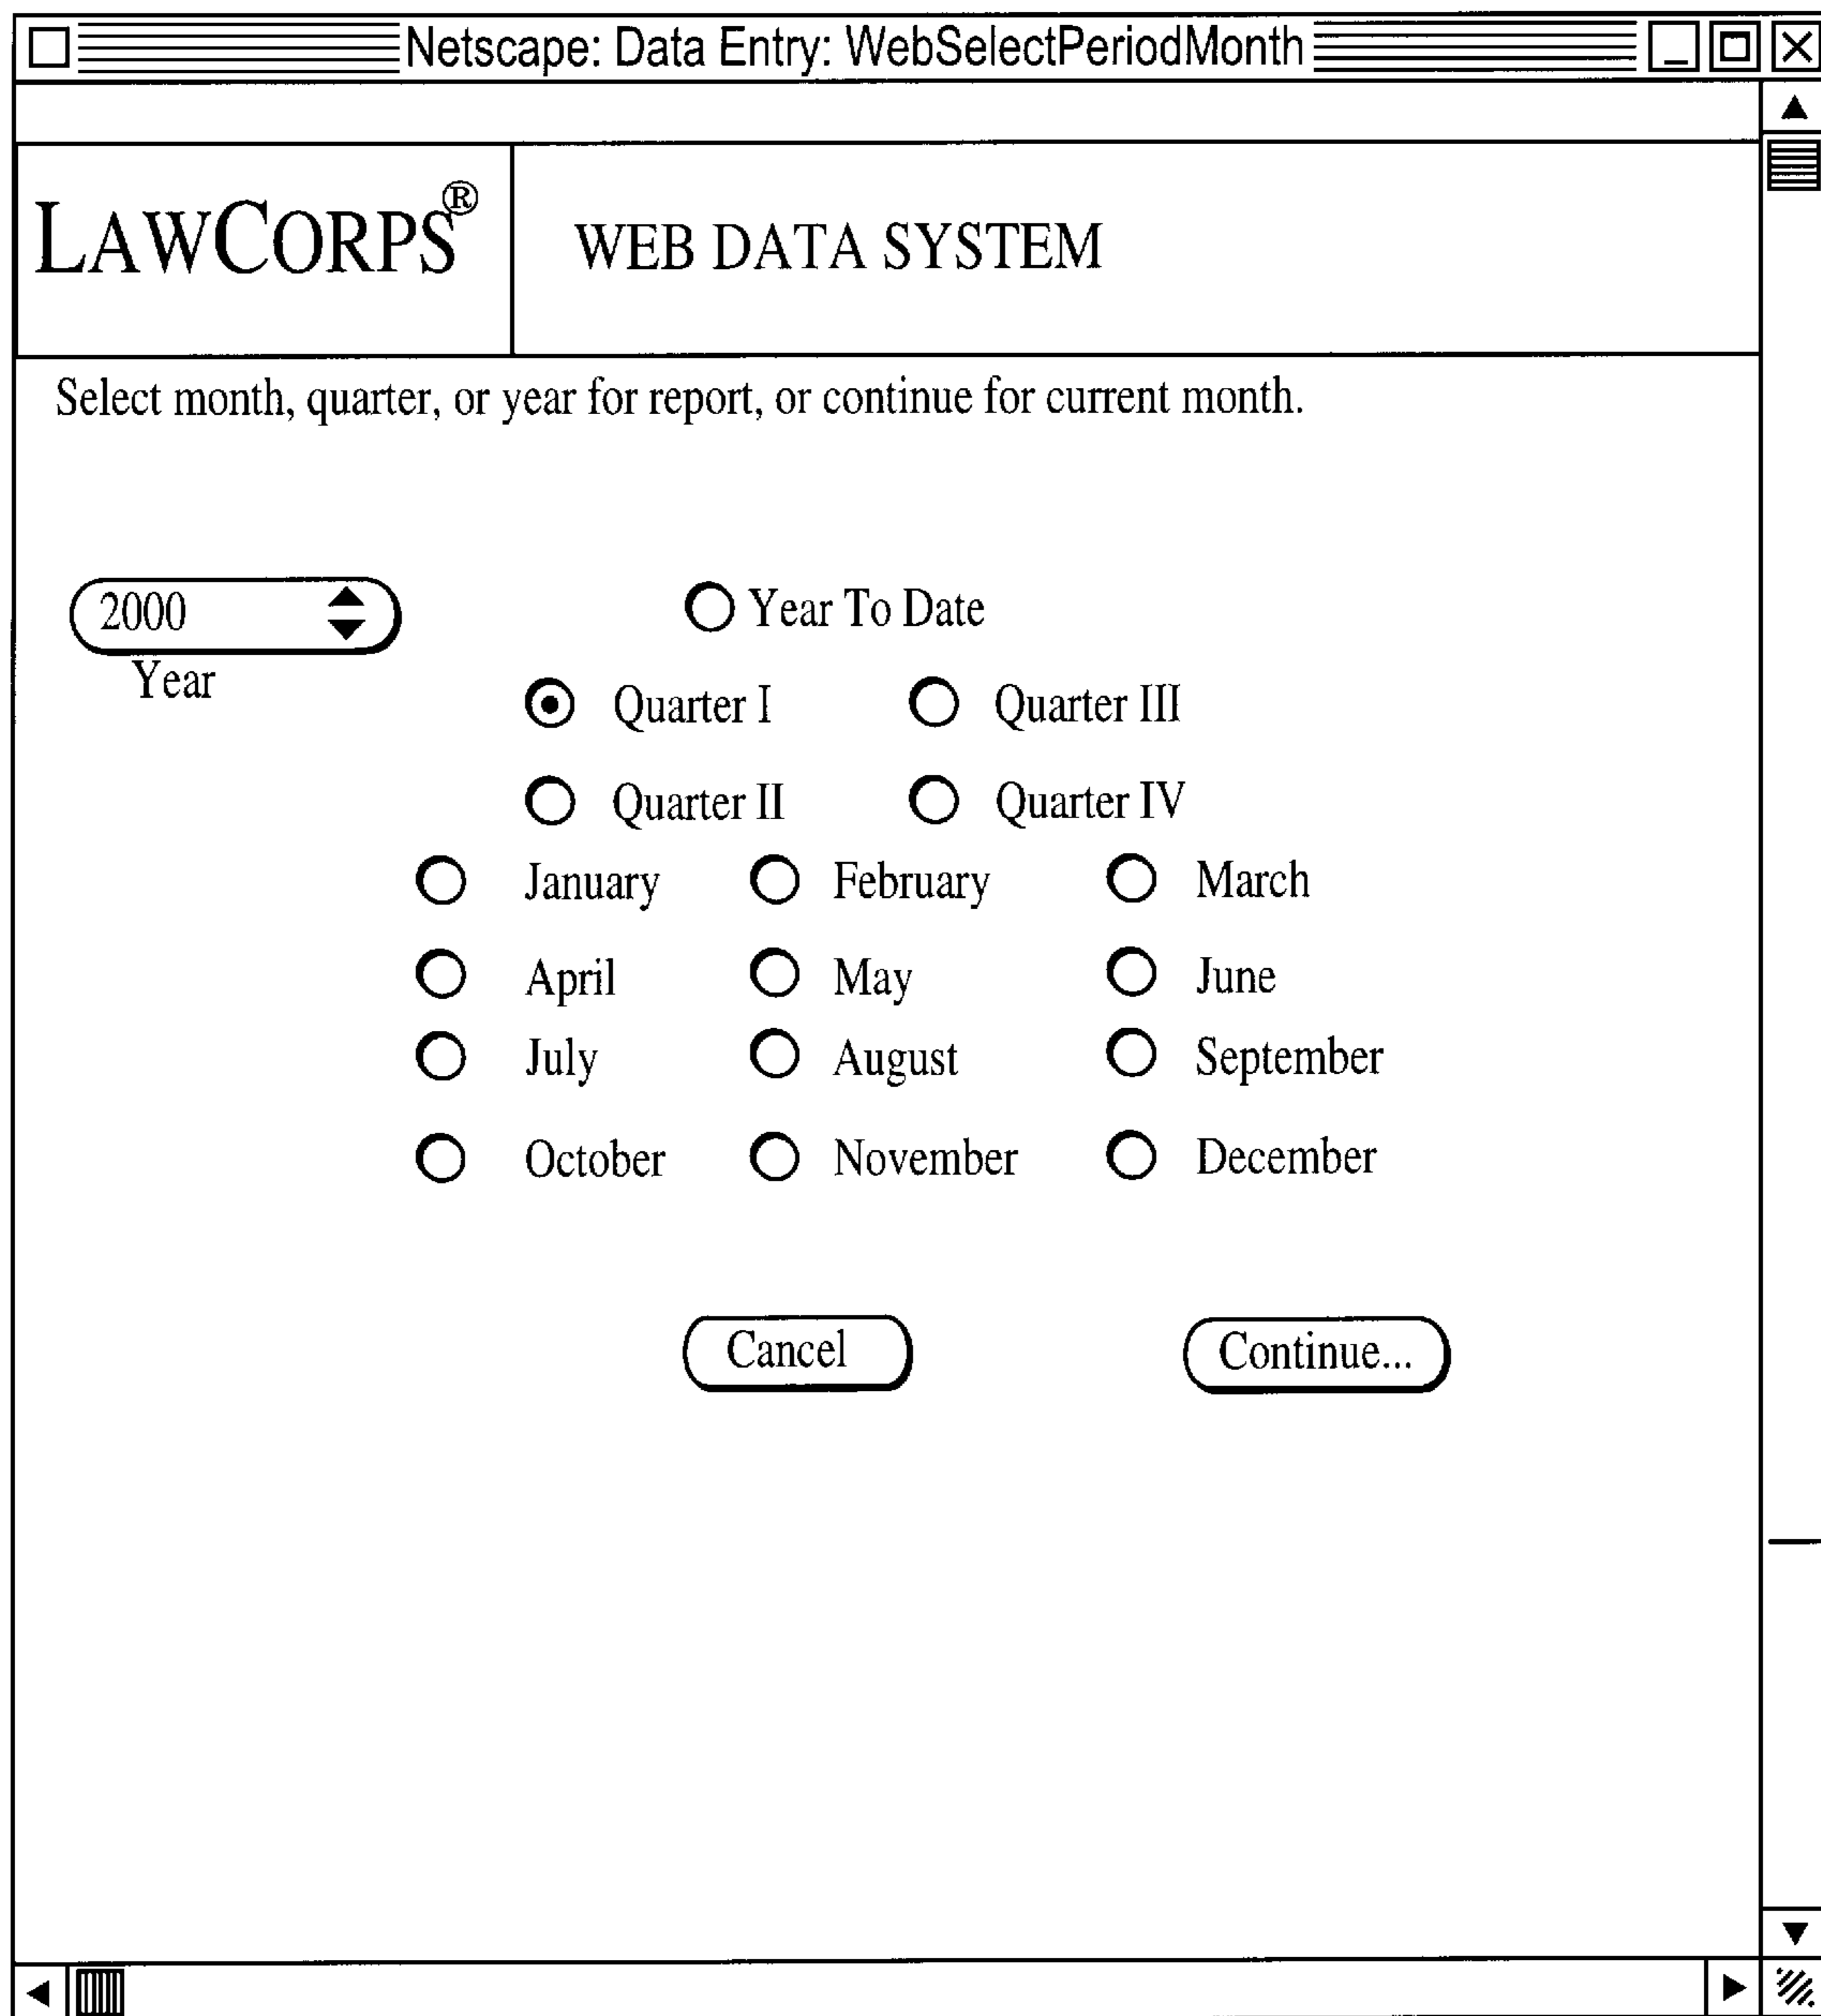 Netscape: Data Entry: WebSelectPeriodMonth
LAWCORPS®
WEB DATA SYSTEM
Select month, quarter, or year for report, or continue for current month.
2000
Year To Date
Year
Quarter I
Quarter III
Quarter II
Quarter IV
January
February
March
April
May
June
July
August
September
October
November
December
Cancel
Continue...